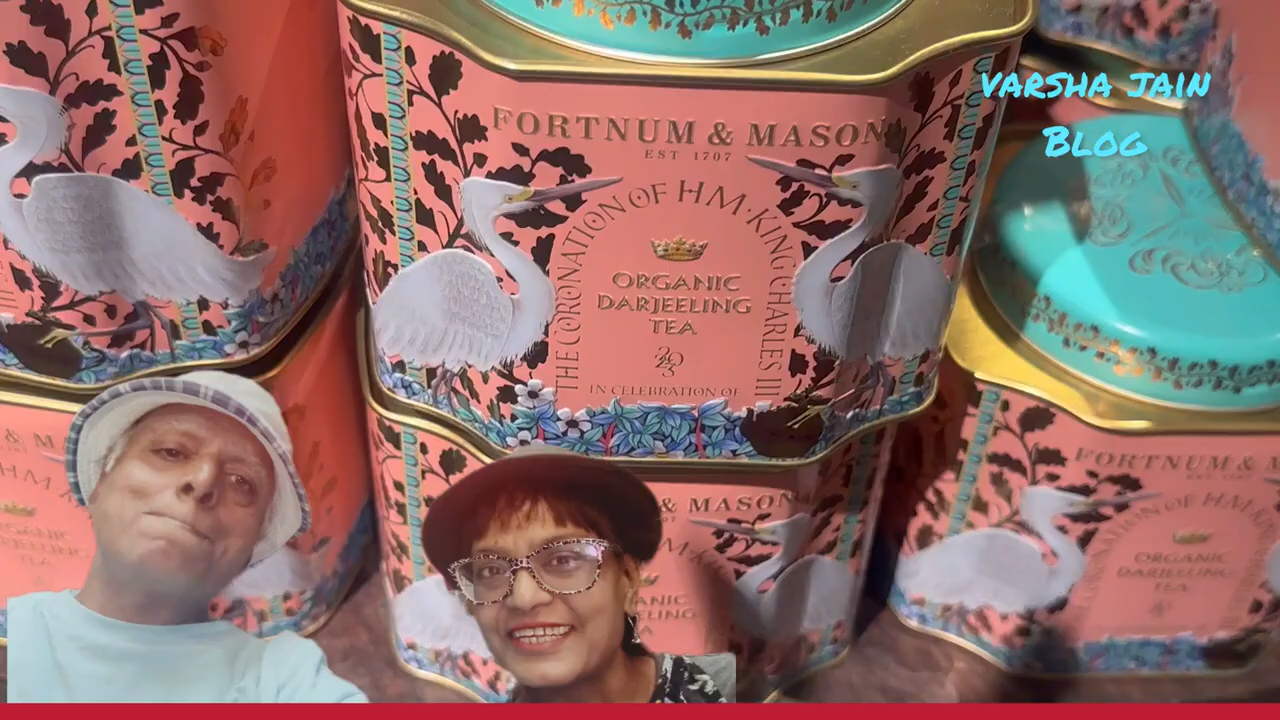 VARSHA JAIN
BLOG
FORTNUM & MASON
EST 1707
THE CORONATION OF HM·KING CHARLES III
ORGANIC
DARJEELING
TEA
2023
IN CELEBRATION OF
& MASON
FORTNUM & M
ORGANIC
DARJEELING
TEA